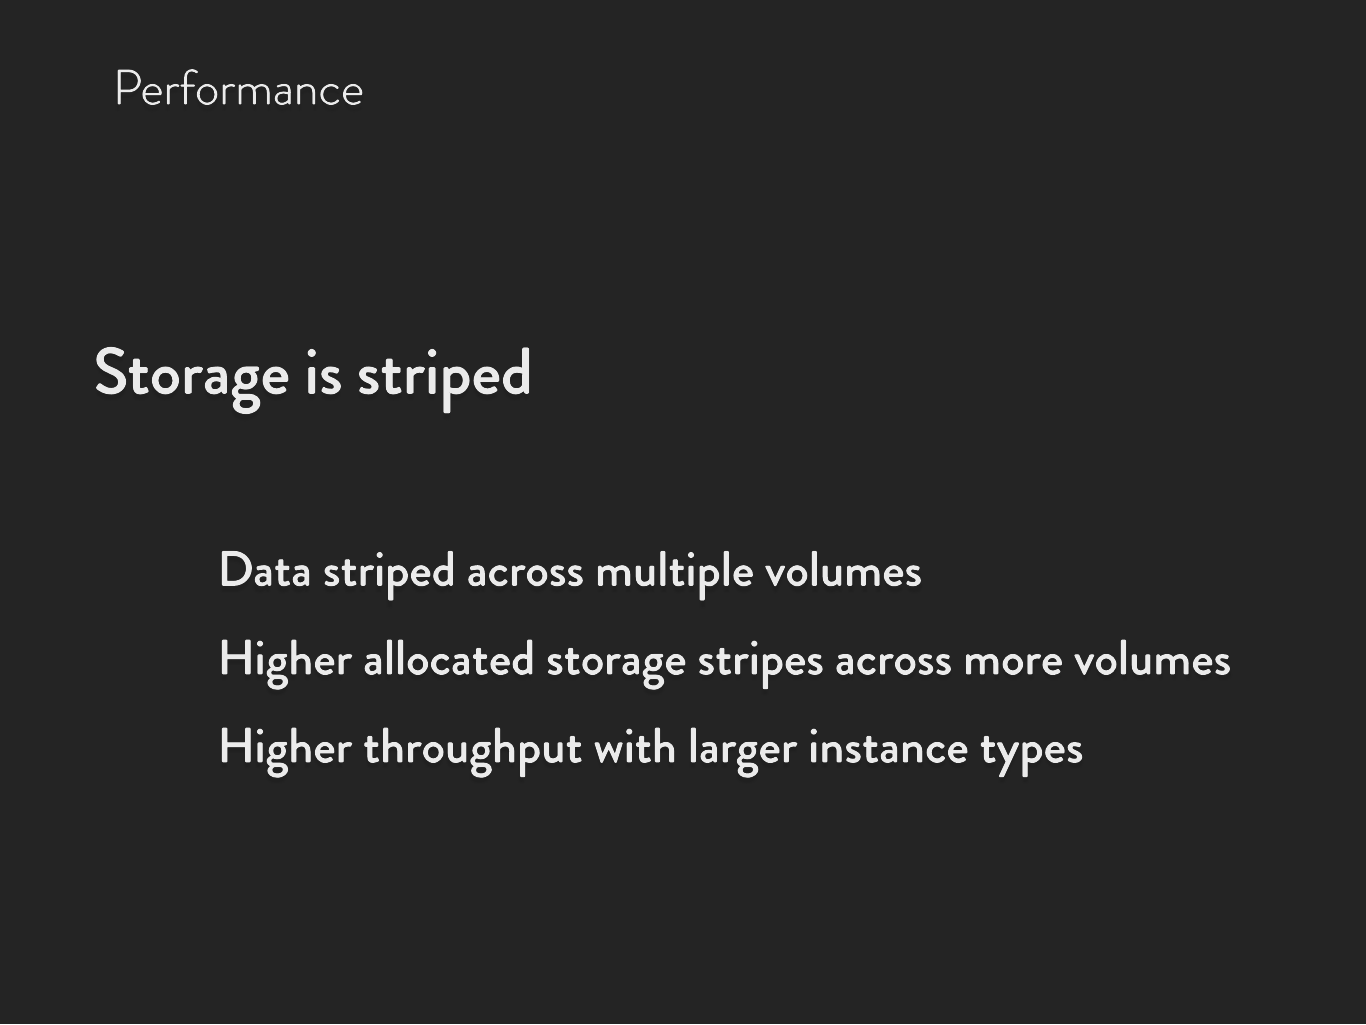 Performance
Storage is striped
Data striped across multiple volumes
Higher allocated storage stripes across more volumes
Higher throughput with larger instance types